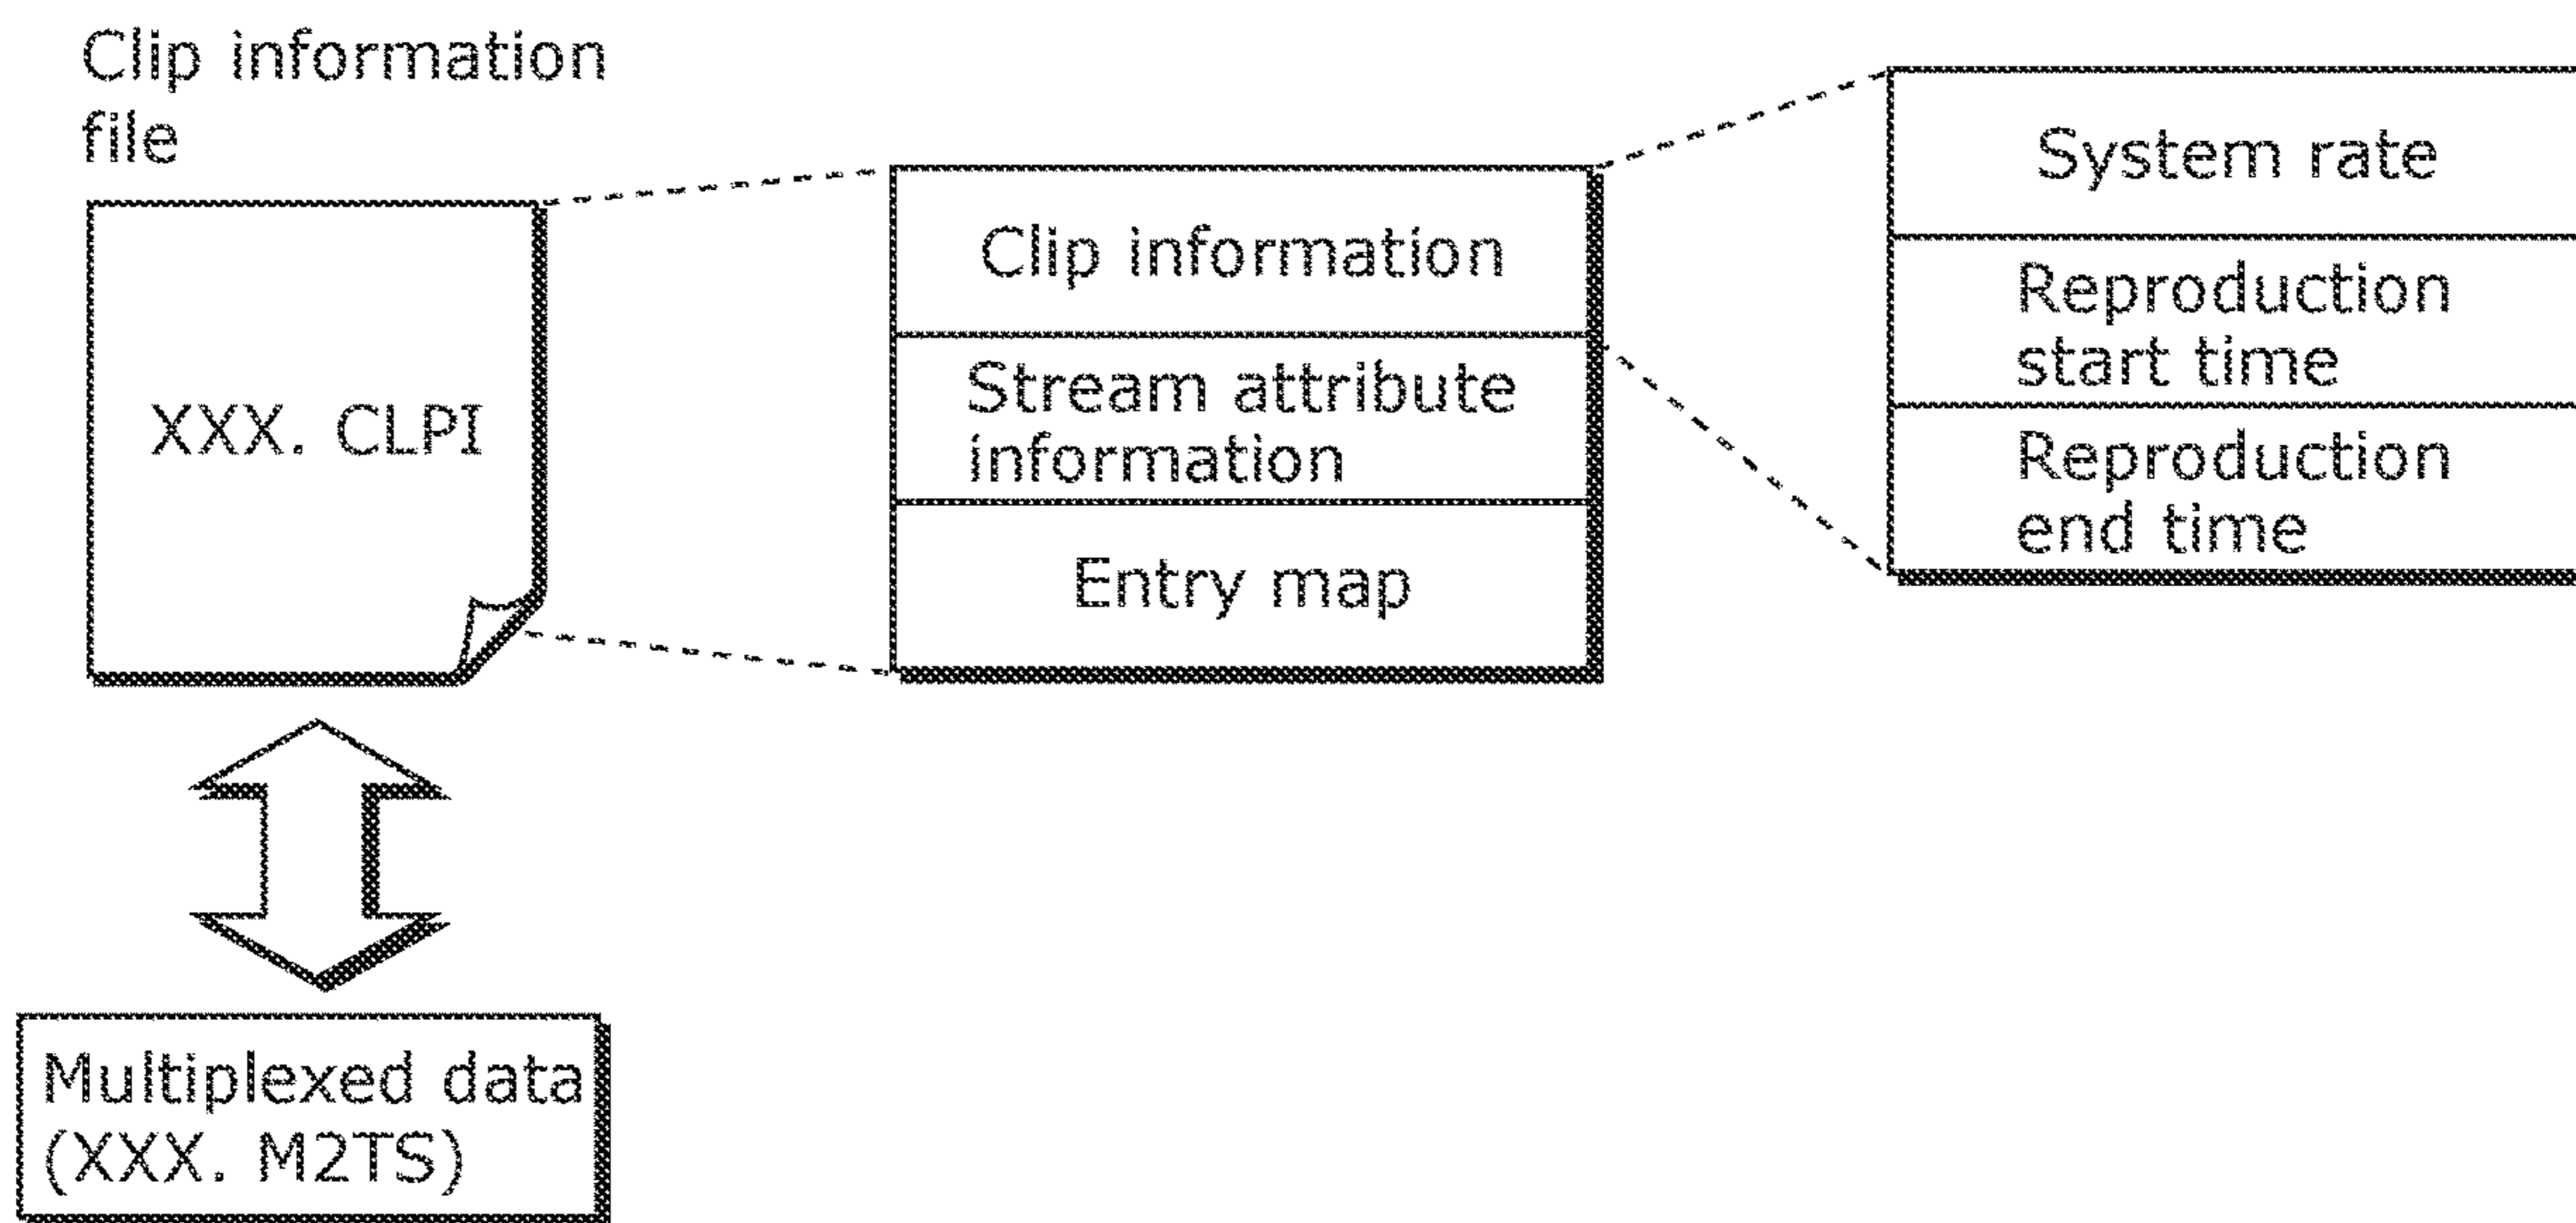 Clip information
file
XXX. CLPI
Clip information
Stream attribute
information
Entry map
System rate
Reproduction
start time
Reproduction
end time
Multiplexed data
(XXX. M2TS)